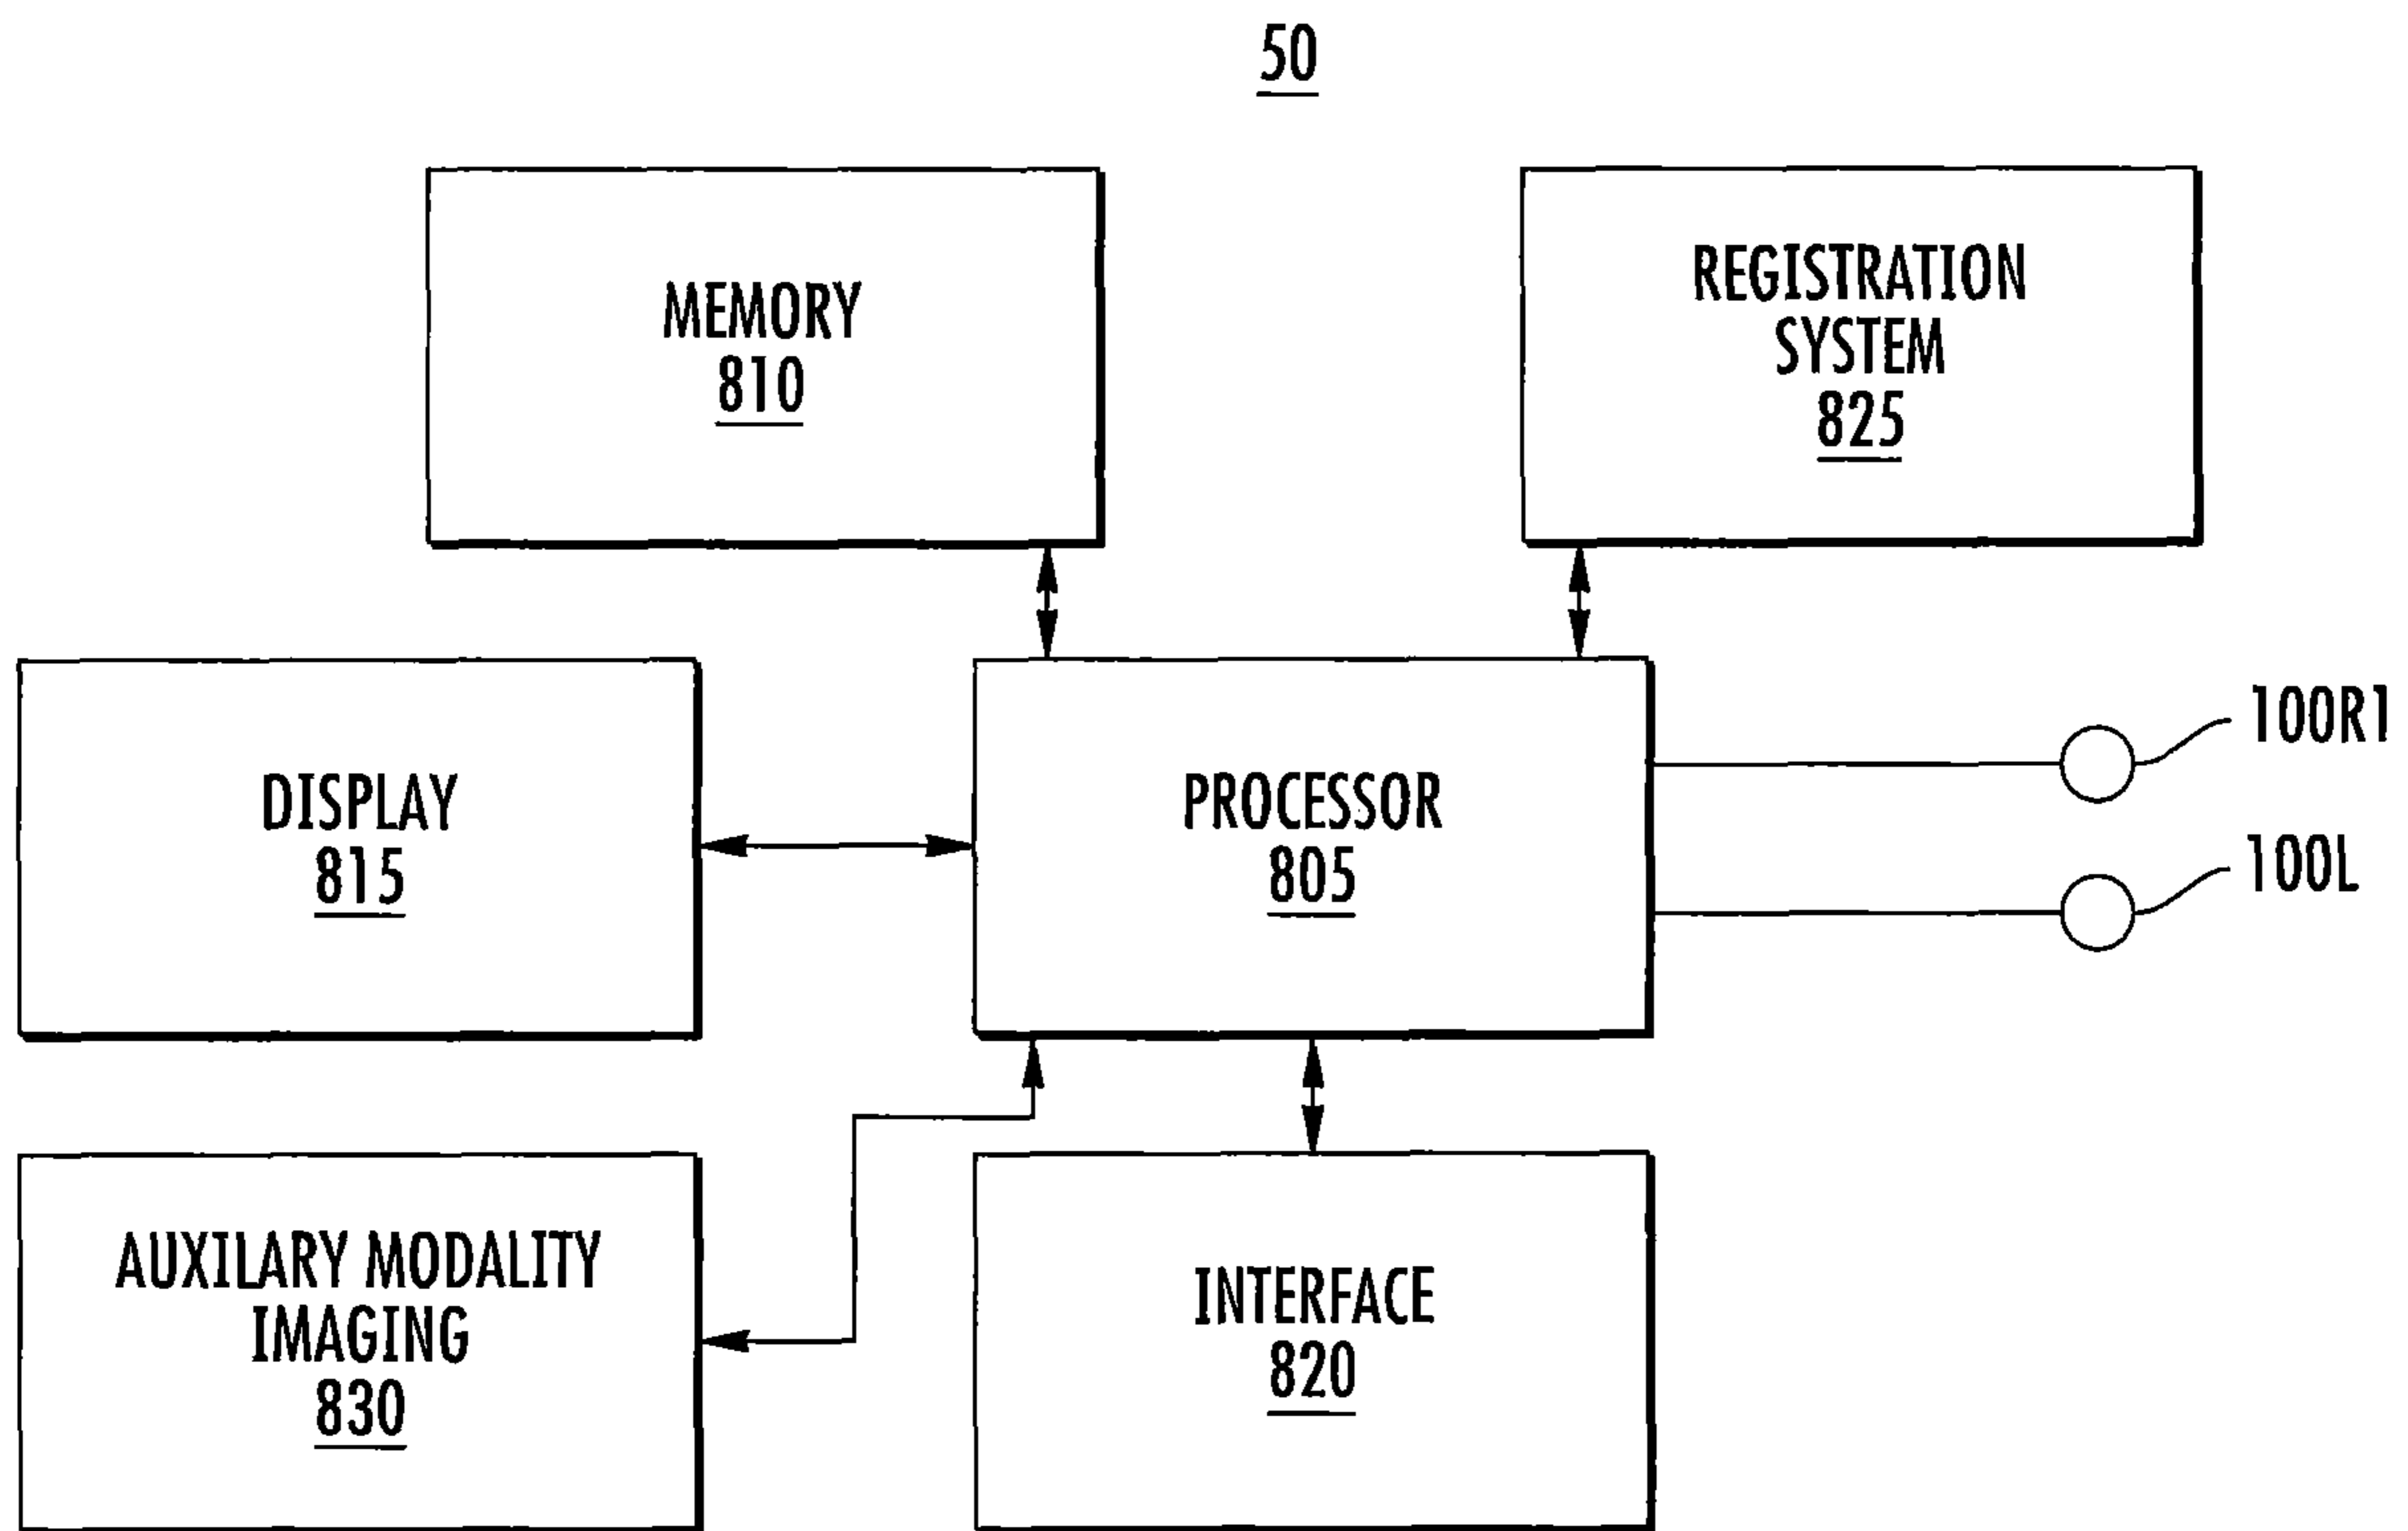 50
MEMORY
810
REGISTRATION
SYSTEM
825
DISPLAY
815
PROCESSOR
805
100R1
100L
AUXILARY MODALITY
IMAGING
830
INTERFACE
820